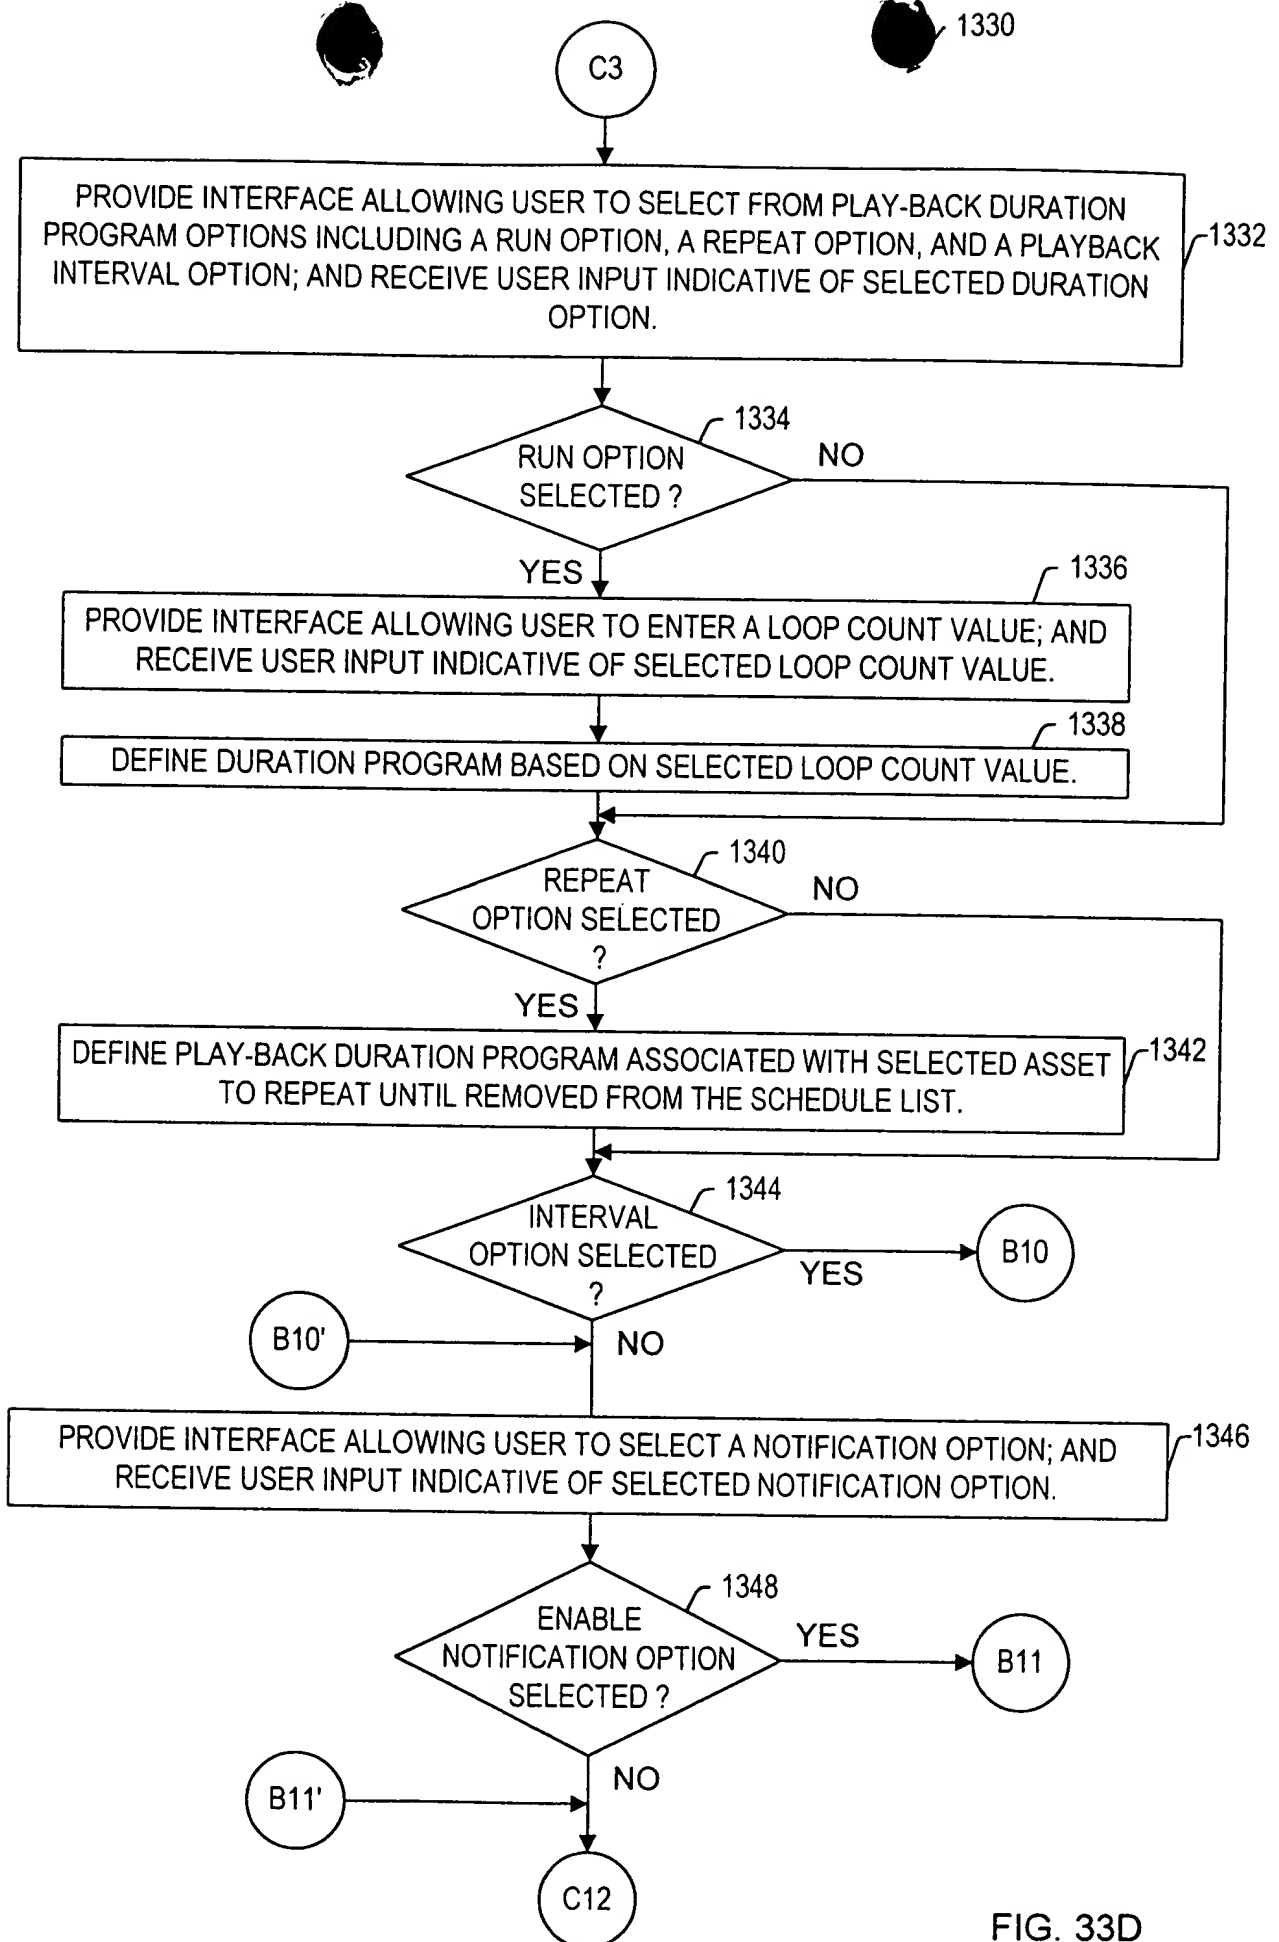 1330
C3
PROVIDE INTERFACE ALLOWING USER TO SELECT FROM PLAY-BACK DURATION
PROGRAM OPTIONS INCLUDING A RUN OPTION, A REPEAT OPTION, AND A PLAYBACK
INTERVAL OPTION; AND RECEIVE USER INPUT INDICATIVE OF SELECTED DURATION
OPTION.
1332
1334
RUN OPTION
SELECTED ?
NO
YES
1336
PROVIDE INTERFACE ALLOWING USER TO ENTER A LOOP COUNT VALUE; AND
RECEIVE USER INPUT INDICATIVE OF SELECTED LOOP COUNT VALUE.
1338
DEFINE DURATION PROGRAM BASED ON SELECTED LOOP COUNT VALUE.
1340
REPEAT
OPTION SELECTED
?
NO
YES
DEFINE PLAY-BACK DURATION PROGRAM ASSOCIATED WITH SELECTED ASSET
TO REPEAT UNTIL REMOVED FROM THE SCHEDULE LIST.
1342
1344
INTERVAL
OPTION SELECTED
?
YES
B10
B10'
NO
PROVIDE INTERFACE ALLOWING USER TO SELECT A NOTIFICATION OPTION; AND
RECEIVE USER INPUT INDICATIVE OF SELECTED NOTIFICATION OPTION.
1346
1348
ENABLE
NOTIFICATION OPTION
SELECTED ?
YES
B11
NO
B11'
C12
FIG. 33D